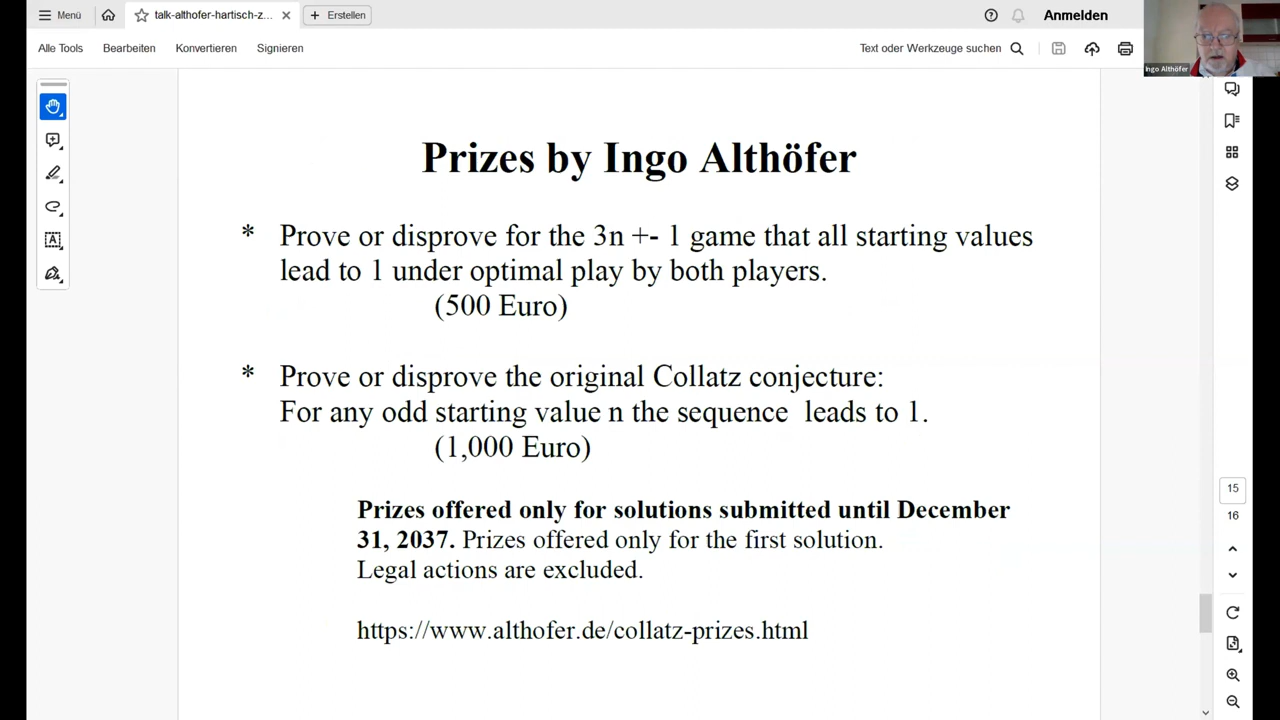 Menü
talk-althofer-hartisch-z...
Erstellen
Anmelden
Alle Tools
Bearbeiten
Konvertieren
Signieren
Text oder Werkzeuge suchen
Ingo Althöfer
Prizes by Ingo Althöfer
* Prove or disprove for the 3n +- 1 game that all starting values
lead to 1 under optimal play by both players.
(500 Euro)
* Prove or disprove the original Collatz conjecture:
For any odd starting value n the sequence leads to 1.
(1,000 Euro)
Prizes offered only for solutions submitted until December
31, 2037. Prizes offered only for the first solution.
Legal actions are excluded.
https://www.althofer.de/collatz-prizes.html
15
16